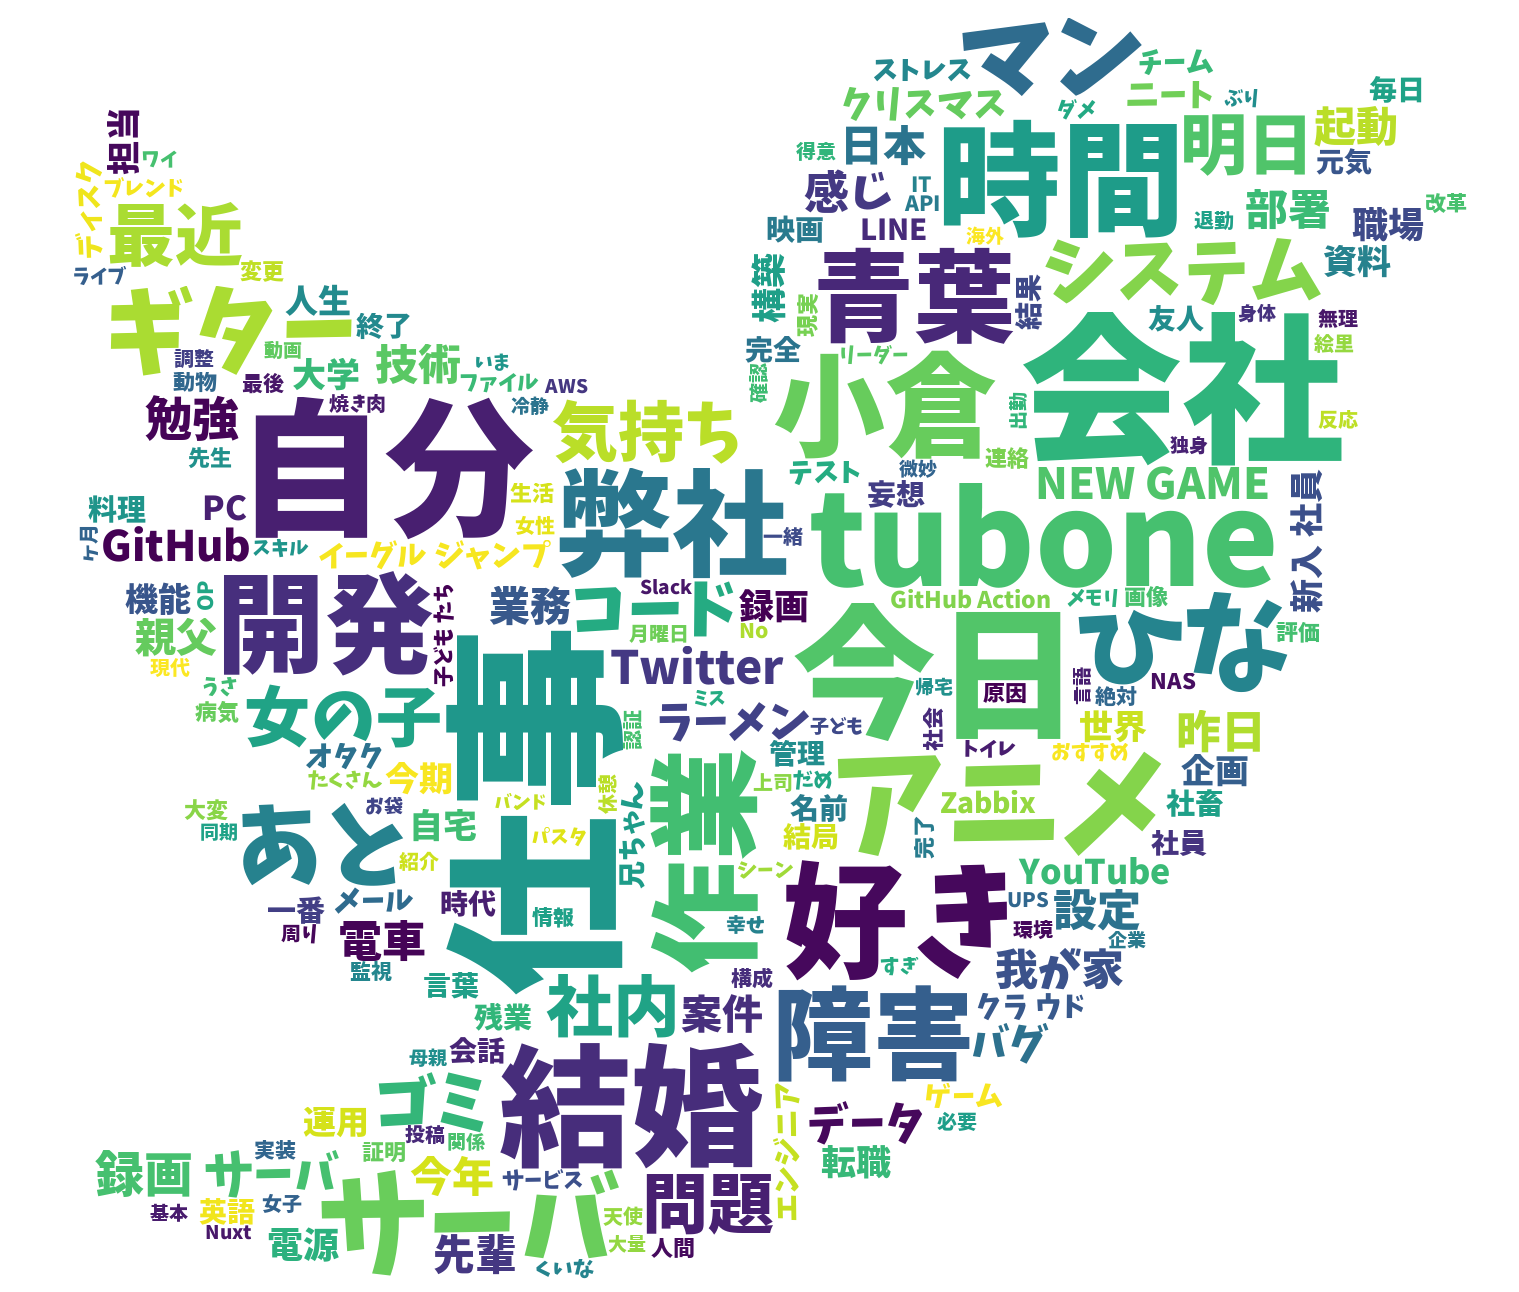 マン
ストレス
チーム
クリスマス
ダメ
ニート
ぶり
毎日
担当
ワイ
得意
日本
時間
明日
起動
元気
ディスク
ブレンド
最近
感じ
IT
API
退勤
部署
職場
改革
映画
LINE
海外
ライブ
変更
構築
青葉
システム
資料
ギター
人生
終了
現実
結果
友人
身体
無理
調整
動画
大学
技術
いま
完全
リーダー
会社
絵里
動物
最後
焼き肉
ファイル
AWS
冷静
確認
小倉
出勤
反応
勉強
自分
気持ち
独身
先生
連絡
テスト
微妙
NEW GAME
料理
PC
生活
弊社
妄想
新入社員
女性
tubone
ヶ月
GitHub
スキル
イーグルジャンプ
一緒
機能
OP
開発
子どもたち
Slack
業務
コード
録画
GitHub Action
メモリ
画像
親父
月曜日
No
今日
ひな
評価
現代
Twitter
うさ
ミス
帰宅
原因
言語
絶対
NAS
病気
女の子
仕事
認証
ラーメン
子ども
社会
世界
昨日
オタク
トイレ
おすすめ
管理
たくさん
今期
休憩
作業
上司
だめ
アニメ
企画
大変
お袋
バンド
兄ちゃん
名前
Zabbix
社畜
同期
あと
自宅
パスタ
結局
完了
社員
紹介
シーン
好き
YouTube
一番
メール
時代
情報
幸せ
UPS
設定
周り
電車
環境
企業
監視
言葉
構成
すぎ
我が家
残業
社内
案件
障害
クラウド
バグ
母親
会話
結婚
ゴミ
エンジニア
ゲーム
データ
必要
運用
投稿
関係
実装
証明
転職
録画サーバ
今年
サービス
問題
基本
英語
女子
サーバ
天使
Nuxt
電源
先輩
大量
人間
くいな